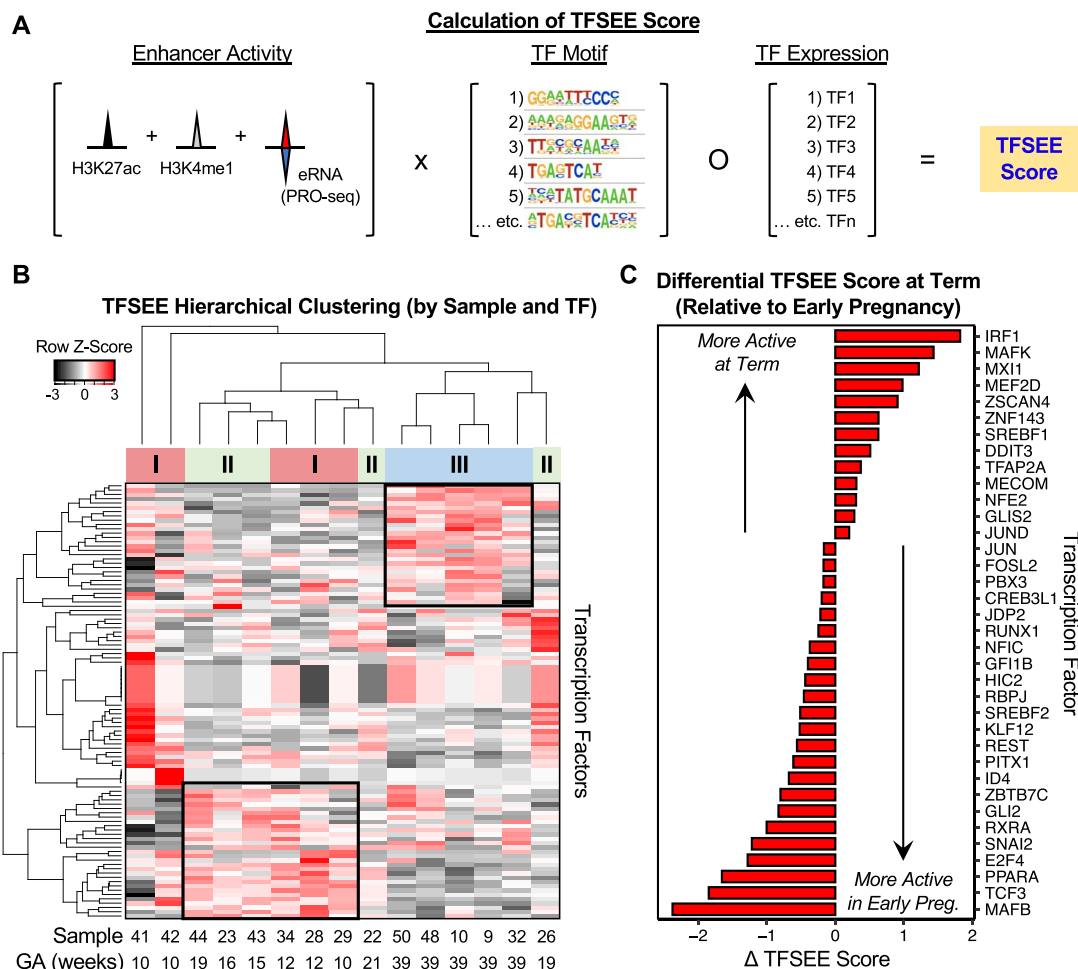 A
Calculation of TFSEE Score
Enhancer Activity
TF Motif
TF Expression
H3K27ac
+
H3K4me1
+
eRNA
(PRO-seq)
x
1) GGAATTTCCC
2) AAAGAGGAAGTG
3) TTGCGCAAT
4) TGAGTCAT
5) TATGCAAAT
... etc. ATGACGTCATCT
O
1) TF1
2) TF2
3) TF3
4) TF4
5) TF5
... etc. TFn
=
TFSEE
Score
B
TFSEE Hierarchical Clustering (by Sample and TF)
Row Z-Score
-3 0 3
I II I II III II
Transcription Factors
Sample 41 42 44 23 43 34 28 29 22 50 48 10 9 32 26
GA (weeks) 10 10 19 16 15 12 12 10 21 39 39 39 39 39 19
C
Differential TFSEE Score at Term
(Relative to Early Pregnancy)
More Active
at Term
More Active
in Early Preg.
IRF1
MAFK
MXI1
MEF2D
ZSCAN4
ZNF143
SREBF1
DDIT3
TFAP2A
MECOM
NFE2
GLIS2
JUND
JUN
FOSL2
PBX3
CREB3L1
JDP2
RUNX1
NFIC
GFI1B
HIC2
RBPJ
SREBF2
KLF12
REST
PITX1
ID4
ZBTB7C
GLI2
RXRA
SNAI2
E2F4
PPARA
TCF3
MAFB
Transcription Factor
−2 −1 0 1 2
Δ TFSEE Score